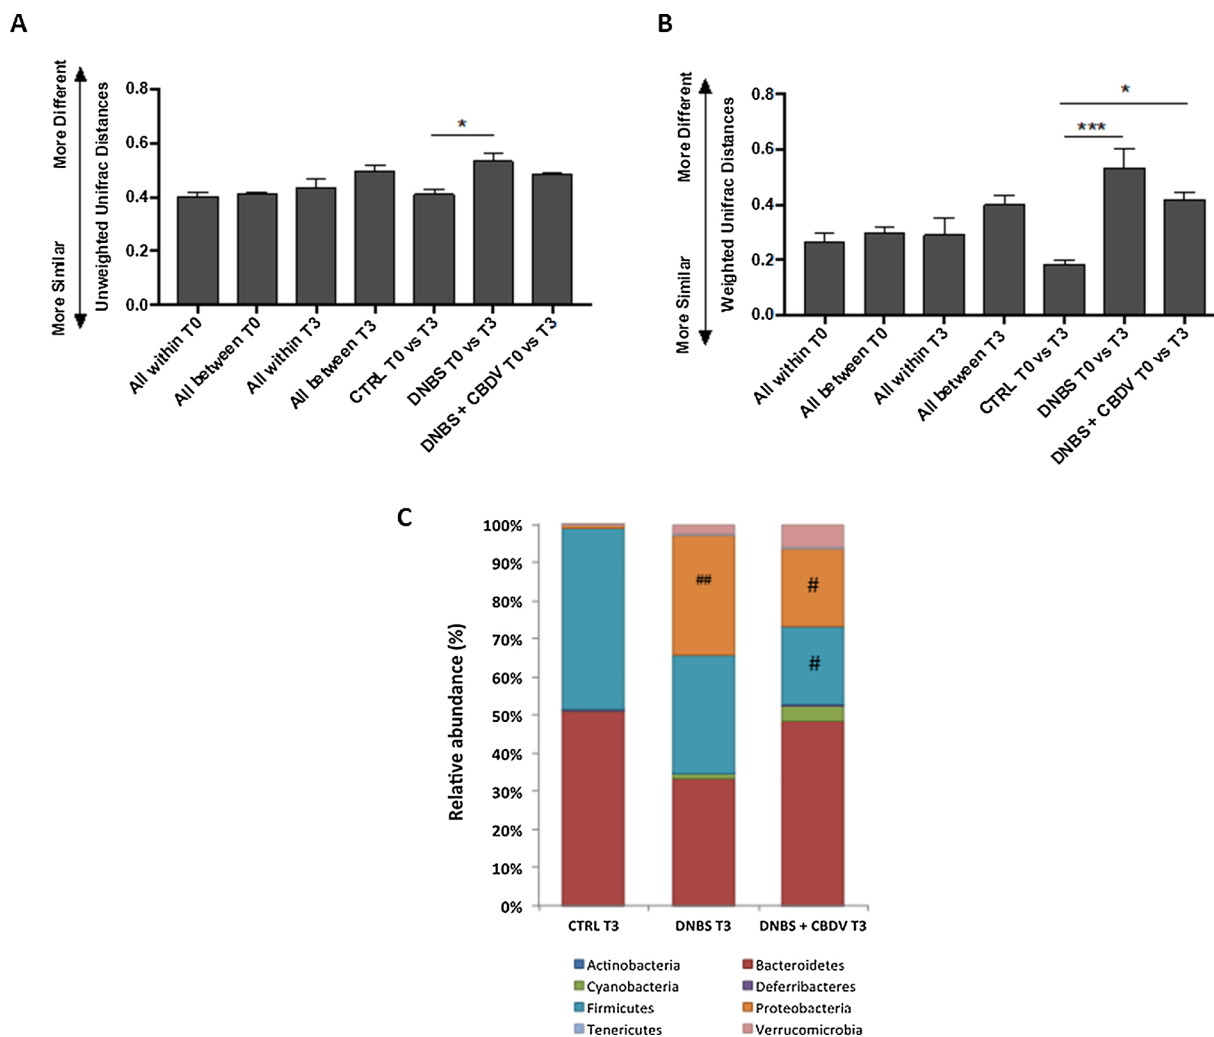 A
More Different
More Similar
Unweighted Unifrac Distances
0.8
0.6
0.4
0.2
0.0
*
All within T0
All between T0
All within T3
All between T3
CTRL T0 vs T3
DNBS T0 vs T3
DNBS + CBDV T0 vs T3
B
More Different
More Similar
Weighted Unifrac Distances
0.8
0.6
0.4
0.2
0.0
*
***
All within T0
All between T0
All within T3
All between T3
CTRL T0 vs T3
DNBS T0 vs T3
DNBS + CBDV T0 vs T3
C
Relative abundance (%)
100%
90%
80%
70%
60%
50%
40%
30%
20%
10%
0%
##
#
#
CTRL T3
DNBS T3
DNBS + CBDV T3
Actinobacteria
Bacteroidetes
Cyanobacteria
Deferribacteres
Firmicutes
Proteobacteria
Tenericutes
Verrucomicrobia